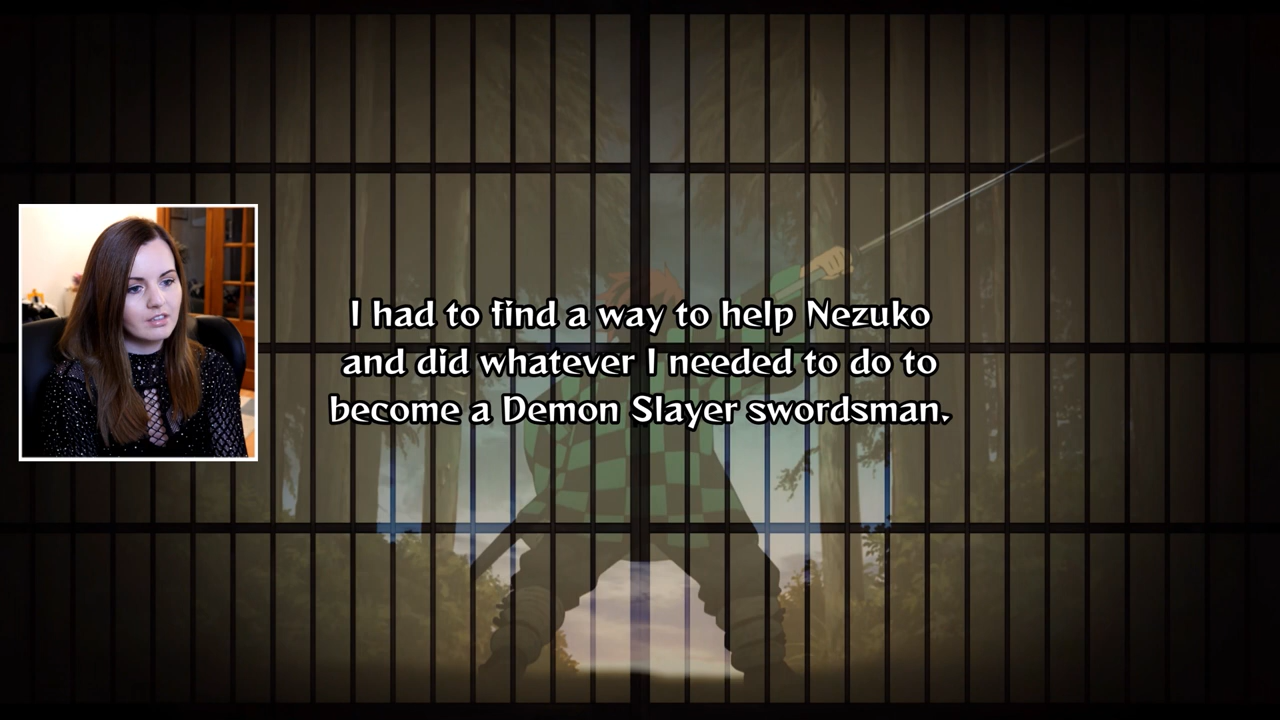 I had to find a way to help Nezuko
and did whatever I needed to do to
become a Demon Slayer swordsman.